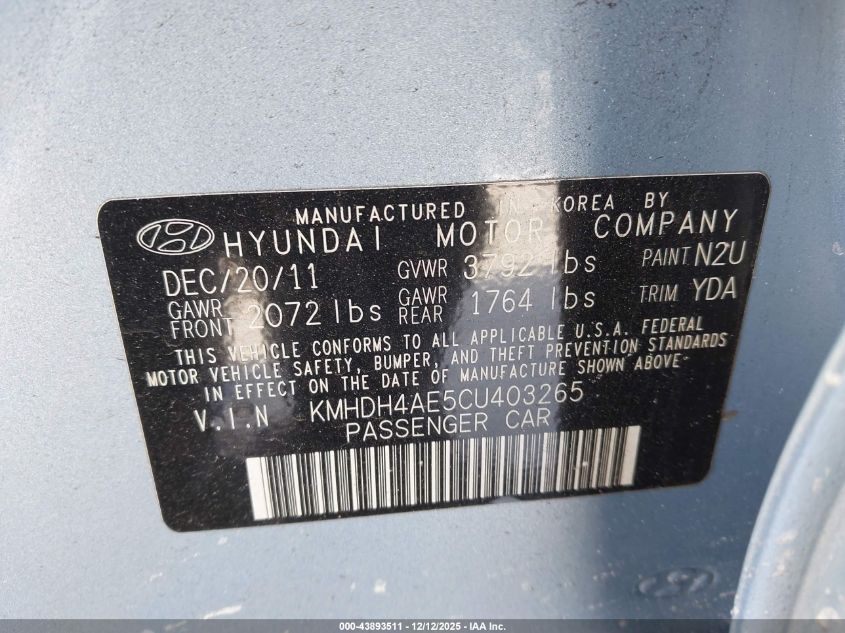 MANUFACTURED IN KOREA BY
HYUNDAI MOTOR COMPANY
DEC/20/11 GVWR 3792 lbs PAINT N2U
GAWR FRONT 2072 lbs GAWR REAR 1764 lbs TRIM YDA
THIS VEHICLE CONFORMS TO ALL APPLICABLE U.S.A. FEDERAL
MOTOR VEHICLE SAFETY, BUMPER, AND THEFT PREVENTION STANDARDS
IN EFFECT ON THE DATE OF MANUFACTURE SHOWN ABOVE
V.I.N KMHDH4AE5CU403265
PASSENGER CAR
000-43893511 - 12/12/2025 - IAA Inc.